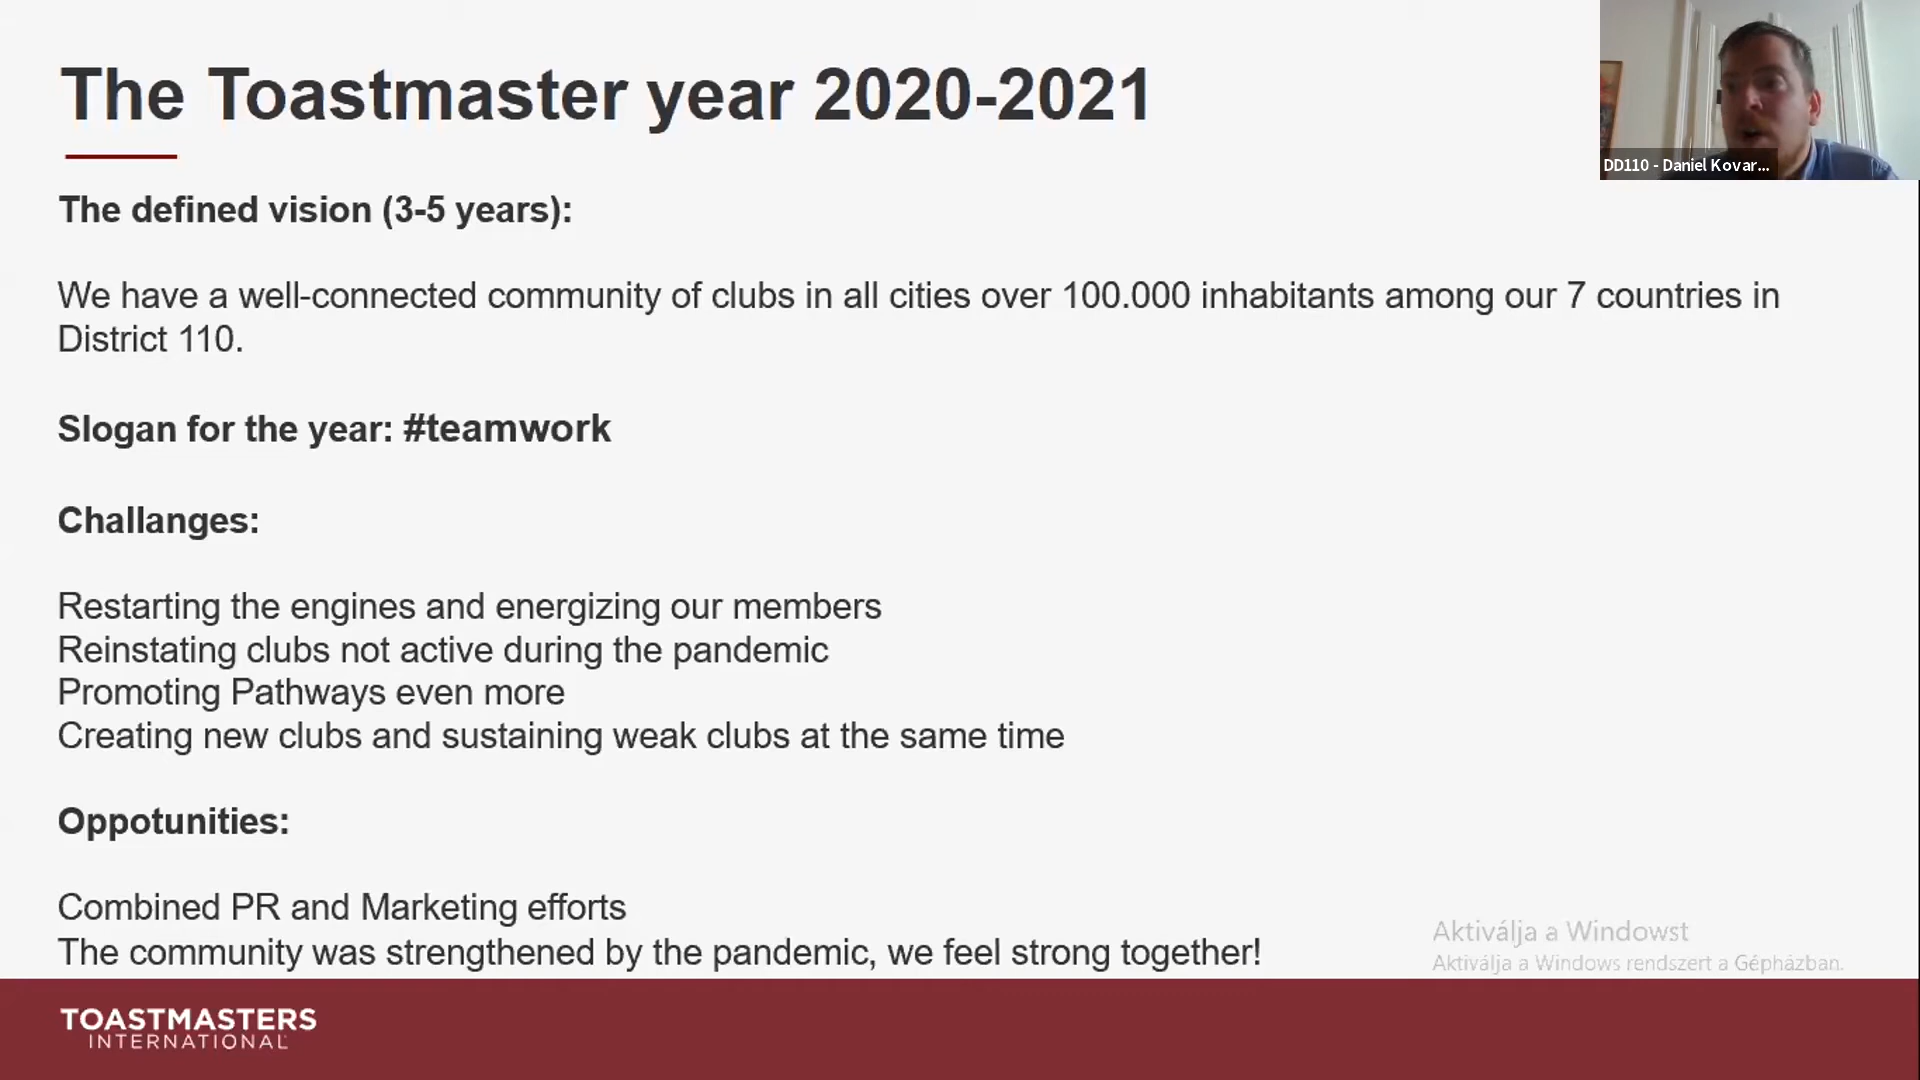 The Toastmaster year 2020-2021
DD110 - Daniel Kovar...
The defined vision (3-5 years):
We have a well-connected community of clubs in all cities over 100.000 inhabitants among our 7 countries in
District 110.
Slogan for the year: #teamwork
Challanges:
Restarting the engines and energizing our members
Reinstating clubs not active during the pandemic
Promoting Pathways even more
Creating new clubs and sustaining weak clubs at the same time
Oppotunities:
Combined PR and Marketing efforts
The community was strengthened by the pandemic, we feel strong together!
Aktiválja a Windowst
Aktiválja a Windows rendszert a Gépházban.
TOASTMASTERS
INTERNATIONAL